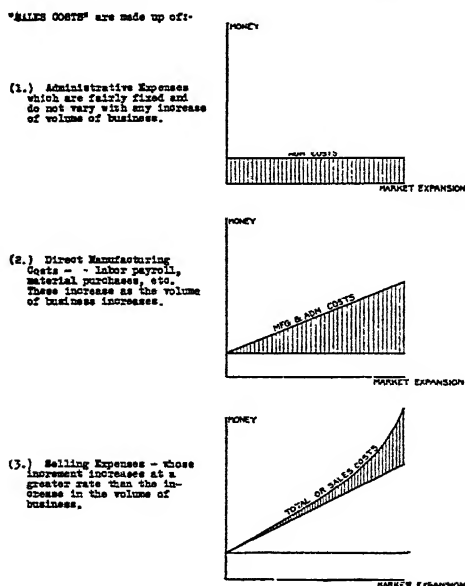 "SALES COSTS" are made up of:-
MONEY
(1.) Administrative Expenses
which are fairly fixed and
do not vary with any increase
of volume of business.
ADM COSTS
MARKET EXPANSION
MONEY
(2.) Direct Manufacturing
Costs - - Labor payroll,
material purchases, etc.
These increase as the volume
of business increases.
MFG & ADM COSTS
MARKET EXPANSION
MONEY
(3.) Selling Expenses - whose
increment increases at a
greater rate than the in-
crease in the volume of
business.
TOTAL OR SALES COSTS
MARKET EXPANSION